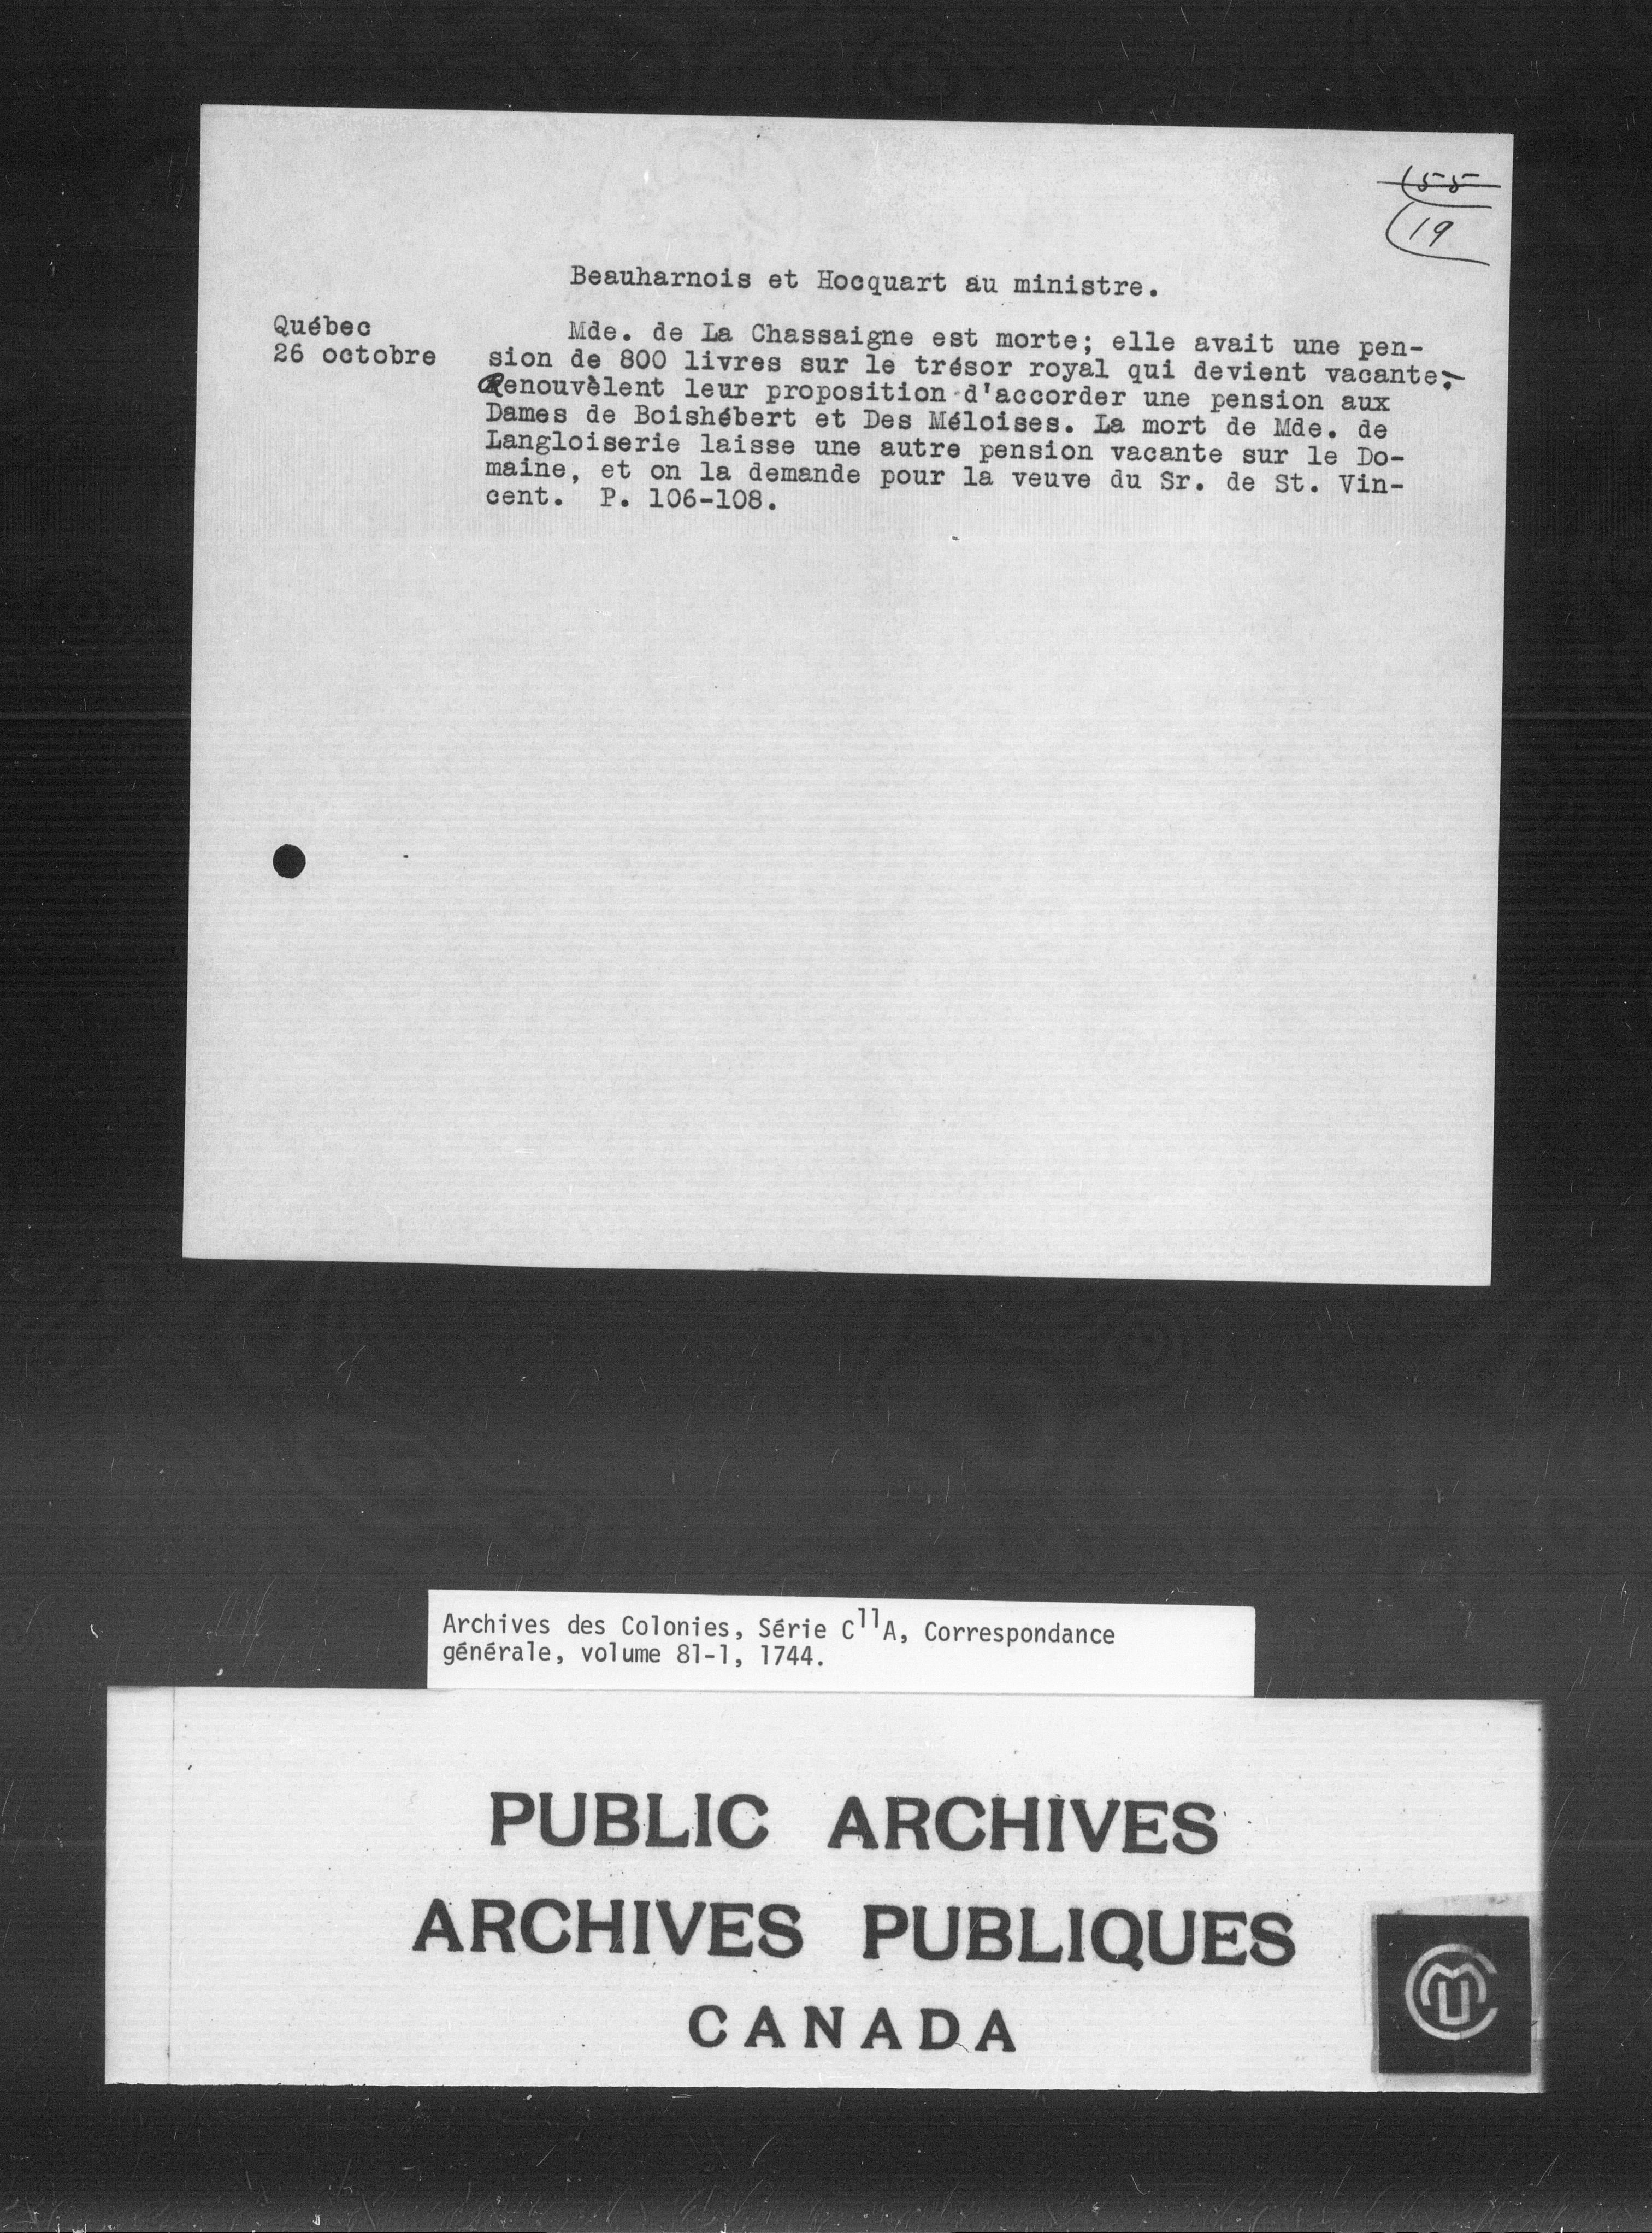 155
19
Beauharnois et Hocquart au ministre.
Québec
26 octobre
Mde. de La Chassaigne est morte; elle avait une pen-
sion de 800 livres sur le trésor royal qui devient vacante.
Renouvèlent leur proposition d'accorder une pension aux
Dames de Boishébert et Des Méloises. La mort de Mde. de
Langloiserie laisse une autre pension vacante sur le Do-
maine, et on la demande pour la veuve du Sr. de St. Vin-
cent. P. 106-108.
Archives des Colonies, Série C11A, Correspondance
générale, volume 81-1, 1744.
PUBLIC ARCHIVES
ARCHIVES PUBLIQUES
CANADA